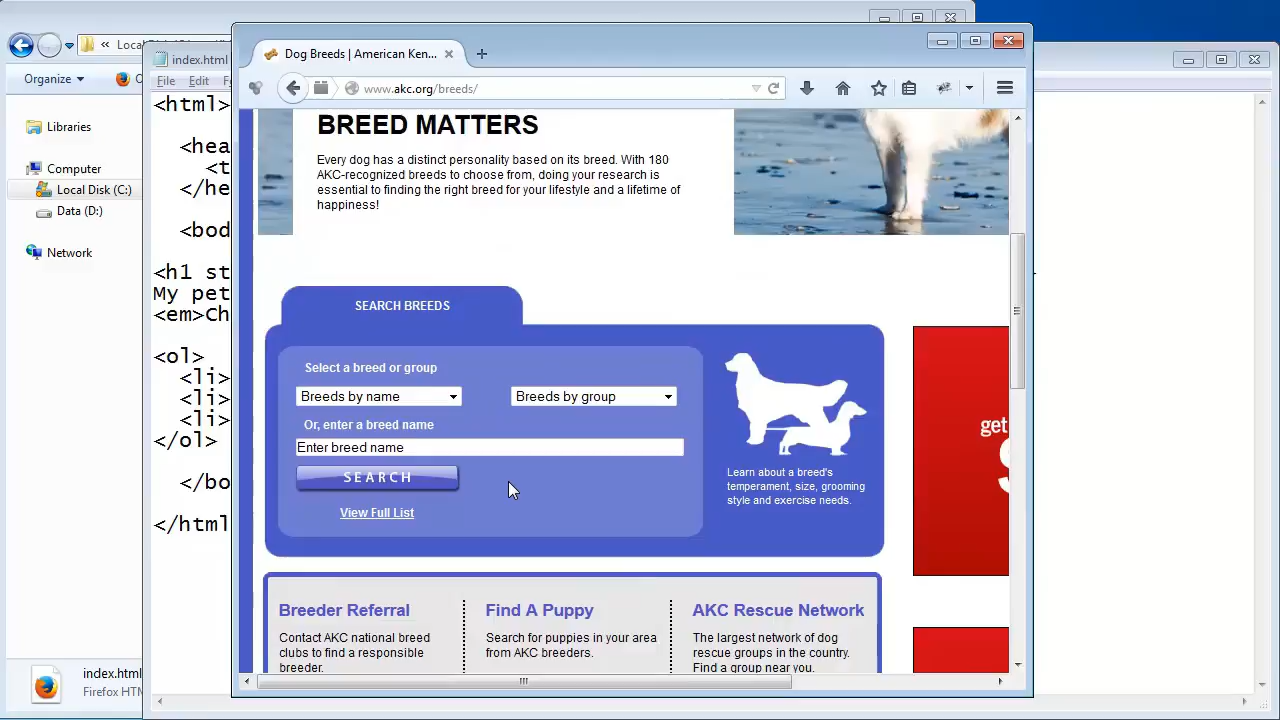 Dog Breeds | American Ken...
www.akc.org/breeds/
Organize
Libraries
Computer
Local Disk (C:)
Data (D:)
Network
index.html
Firefox HTM
index.html
File Edit
<html>
<hea
<t
</he
<bod
<h1 st
My pet
<em>Ch
<ol>
<li>
<li>
<li>
</ol>
</bo
</html
BREED MATTERS
Every dog has a distinct personality based on its breed. With 180
AKC-recognized breeds to choose from, doing your research is
essential to finding the right breed for your lifestyle and a lifetime of
happiness!
SEARCH BREEDS
Select a breed or group
Breeds by name
Breeds by group
Or, enter a breed name
Enter breed name
SEARCH
View Full List
Learn about a breed's
temperament, size, grooming
style and exercise needs.
get
Breeder Referral
Contact AKC national breed
clubs to find a responsible
breeder.
Find A Puppy
Search for puppies in your area
from AKC breeders.
AKC Rescue Network
The largest network of dog
rescue groups in the country.
Find a group near you.